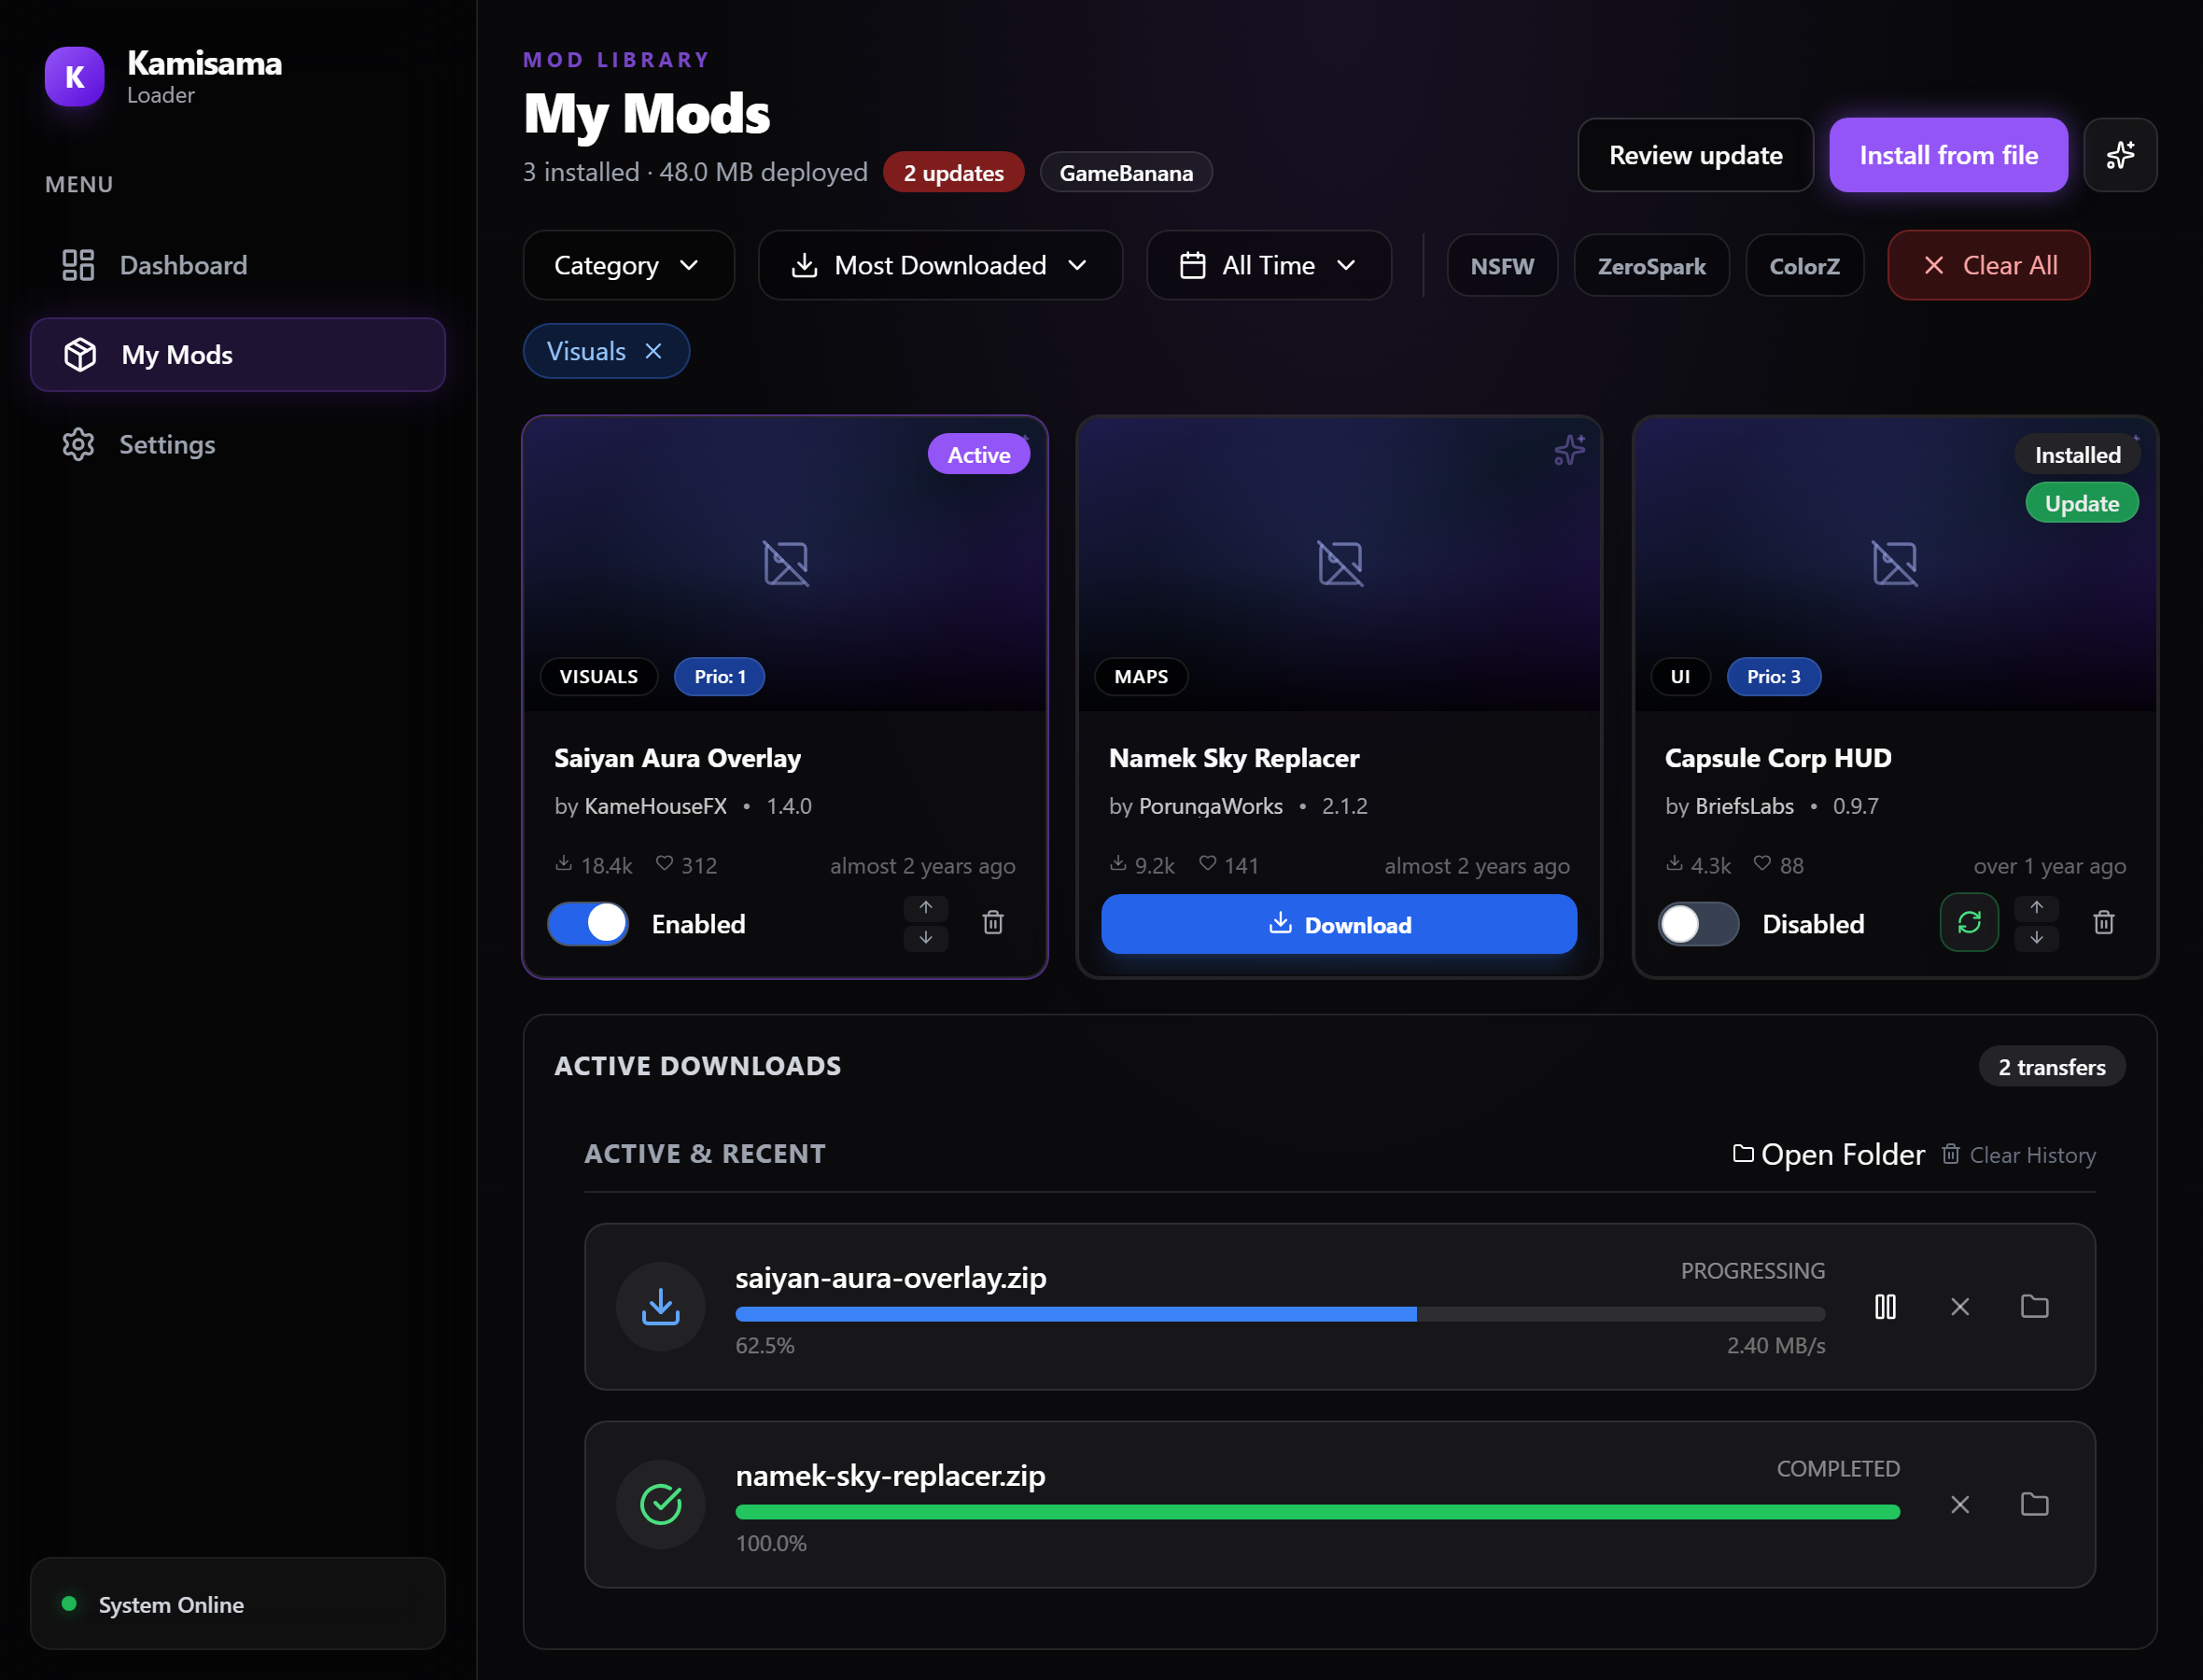 K
Kamisama
Loader
MENU
Dashboard
My Mods
Settings
System Online
MOD LIBRARY
My Mods
3 installed · 48.0 MB deployed
2 updates
GameBanana
Review update
Install from file
Category
Most Downloaded
All Time
NSFW
ZeroSpark
ColorZ
Clear All
Visuals
Active
VISUALS
Prio: 1
Saiyan Aura Overlay
by KameHouseFX • 1.4.0
18.4k
312
almost 2 years ago
Enabled
MAPS
Namek Sky Replacer
by PorungaWorks • 2.1.2
9.2k
141
almost 2 years ago
Download
Installed
Update
UI
Prio: 3
Capsule Corp HUD
by BriefsLabs • 0.9.7
4.3k
88
over 1 year ago
Disabled
ACTIVE DOWNLOADS
2 transfers
ACTIVE & RECENT
Open Folder
Clear History
saiyan-aura-overlay.zip
PROGRESSING
62.5%
2.40 MB/s
namek-sky-replacer.zip
COMPLETED
100.0%